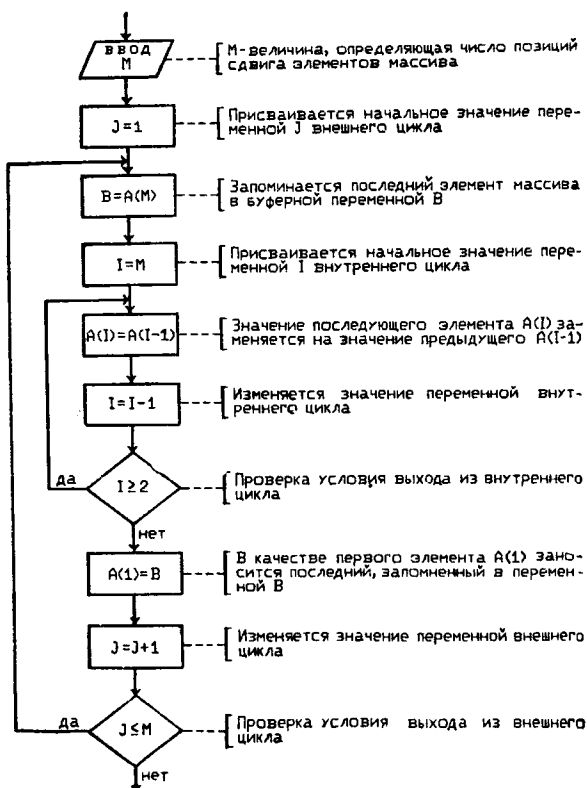 ВВОД
M
М-величина, определяющая число позиций
сдвига элементов массива
J=1
Присваивается начальное значение пере-
менной J внешнего цикла
B=A(M)
Запоминается последний элемент массива
в буферной переменной B
I=M
Присваивается начальное значение пере-
менной I внутреннего цикла
A(I)=A(I-1)
Значение последующего элемента A(I) за-
меняется на значение предыдущего A(I-1)
I=I-1
Изменяется значение переменной внут-
реннего цикла
да
I≥2
Проверка условия выхода из внутреннего
цикла
нет
A(1)=B
В качестве первого элемента A(1) зано-
сится последний, запомненный в перемен-
ной B
J=J+1
Изменяется значение переменной внешнего
цикла
да
J≤M
Проверка условия выхода из внешнего
цикла
нет